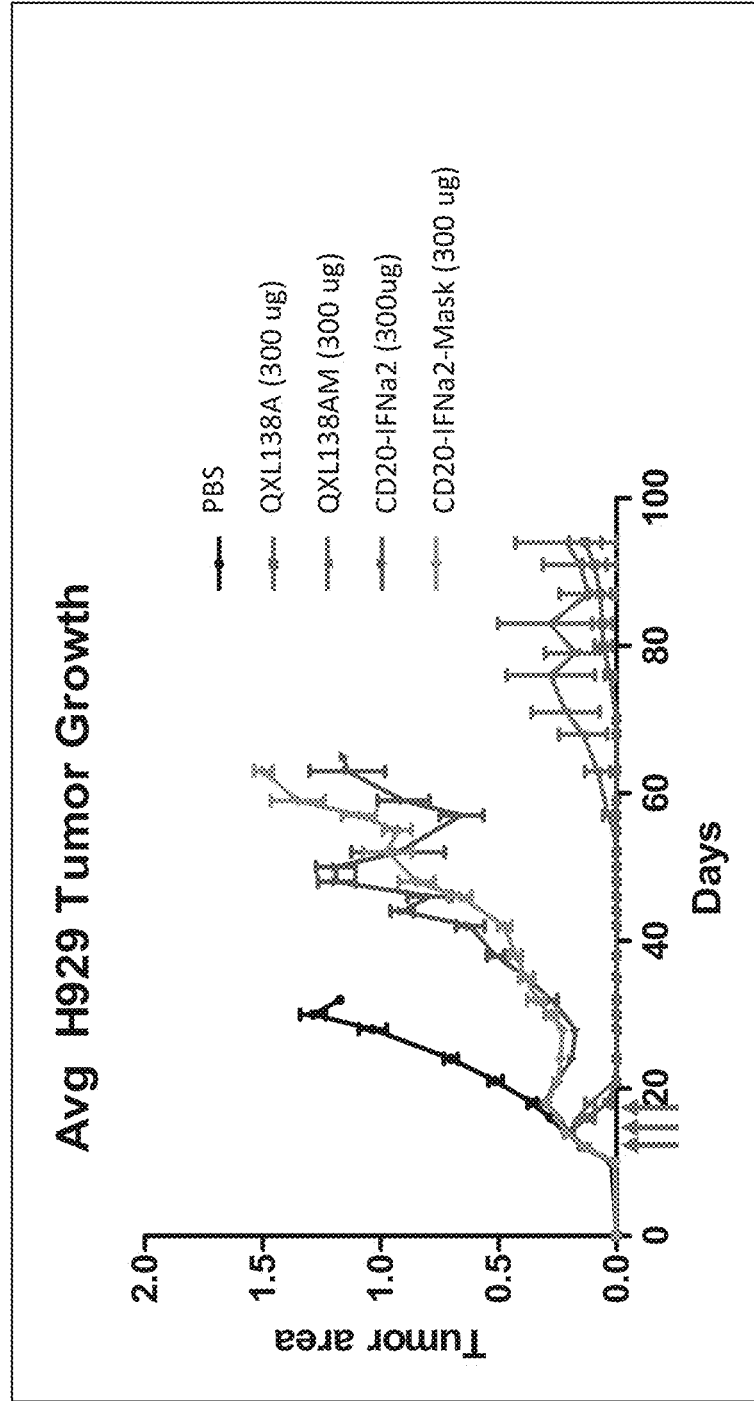 Avg H929 Tumor Growth
Tumor area
2.0
1.5
1.0
0.5
0.0
0
20
40
60
80
100
Days
PBS
QXL138A (300 ug)
QXL138AM (300 ug)
CD20-IFNa2 (300ug)
CD20-IFNa2-Mask (300 ug)